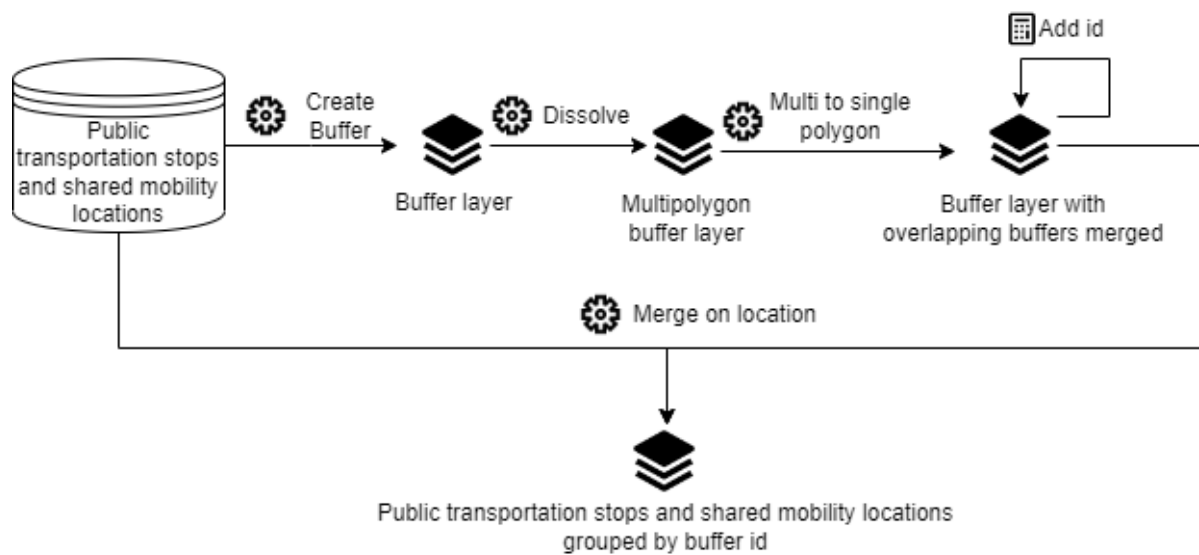 Add id
Create
Buffer
Dissolve
Multi to single
polygon
Public
transportation stops
and shared mobility
locations
Buffer layer
Multipolygon
buffer layer
Buffer layer with
overlapping buffers merged
Merge on location
Public transportation stops and shared mobility locations
grouped by buffer id